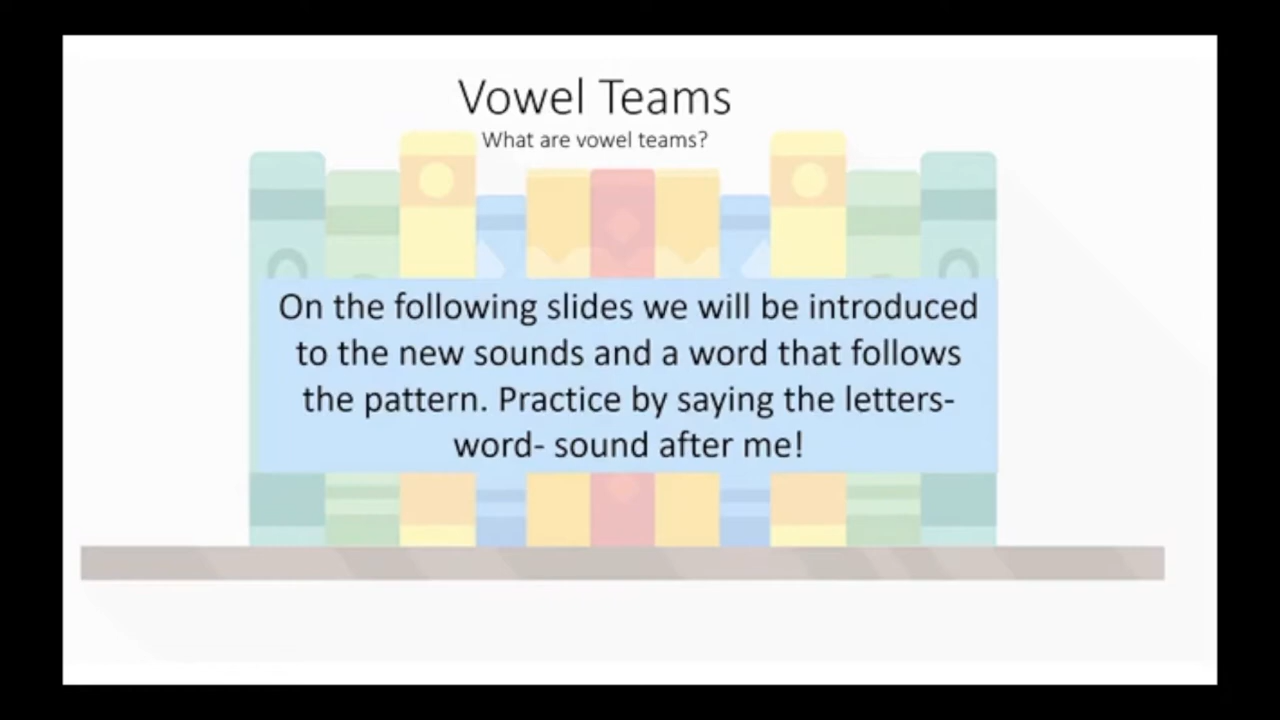 Vowel Teams
What are vowel teams?
On the following slides we will be introduced
to the new sounds and a word that follows
the pattern. Practice by saying the letters-
word- sound after me!